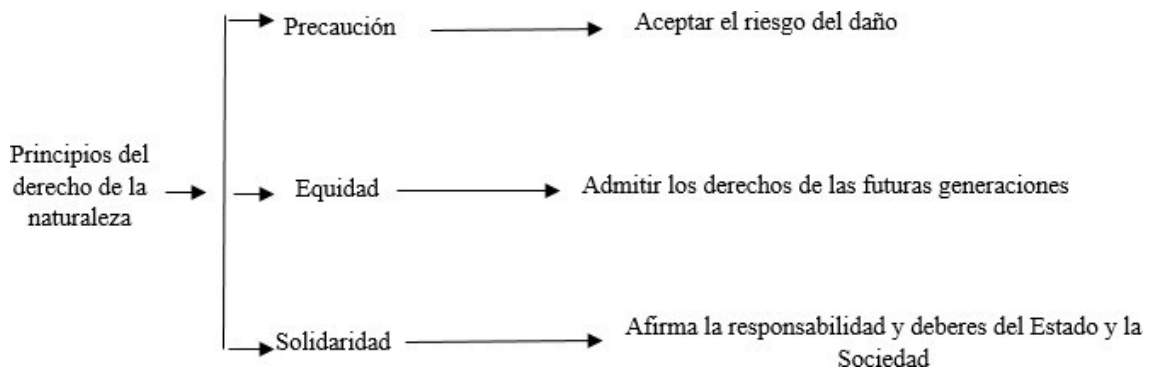 Precaución
Aceptar el riesgo del daño
Principios del
derecho de la
naturaleza
Equidad
Admitir los derechos de las futuras generaciones
Solidaridad
Afirma la responsabilidad y deberes del Estado y la
Sociedad